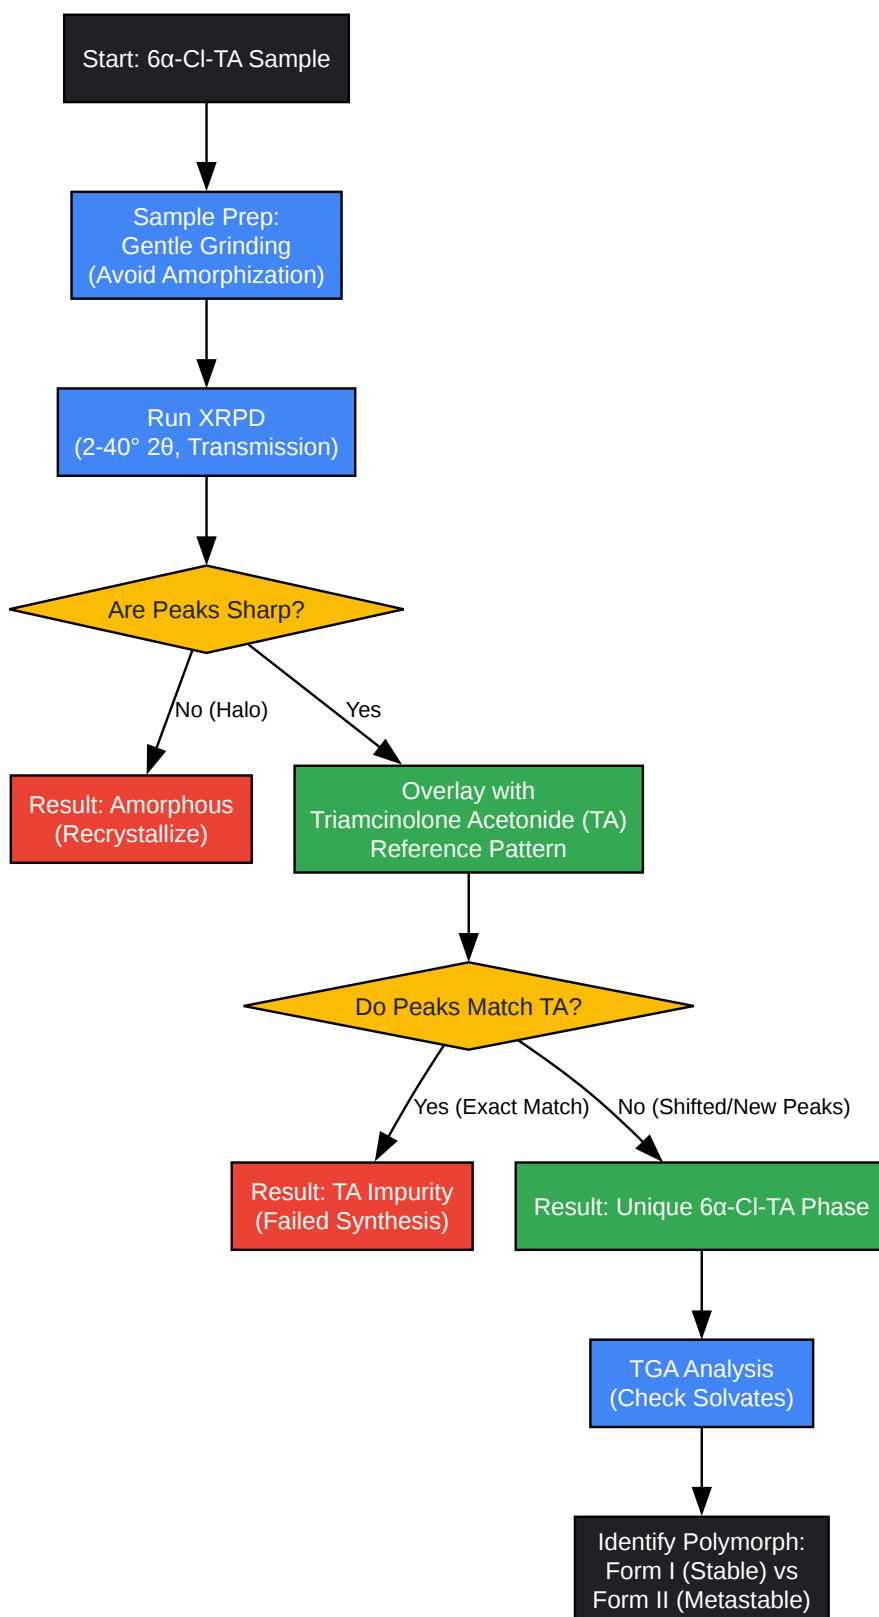 Start: 6α-Cl-TA Sample
Sample Prep:
Gentle Grinding
(Avoid Amorphization)
Run XRPD
(2-40° 2θ, Transmission)
Are Peaks Sharp?
No (Halo)
Yes
Result: Amorphous
(Recrystallize)
Overlay with
Triamcinolone Acetonide (TA)
Reference Pattern
Do Peaks Match TA?
Yes (Exact Match)
No (Shifted/New Peaks)
Result: TA Impurity
(Failed Synthesis)
Result: Unique 6α-Cl-TA Phase
TGA Analysis
(Check Solvates)
Identify Polymorph:
Form I (Stable) vs
Form II (Metastable)